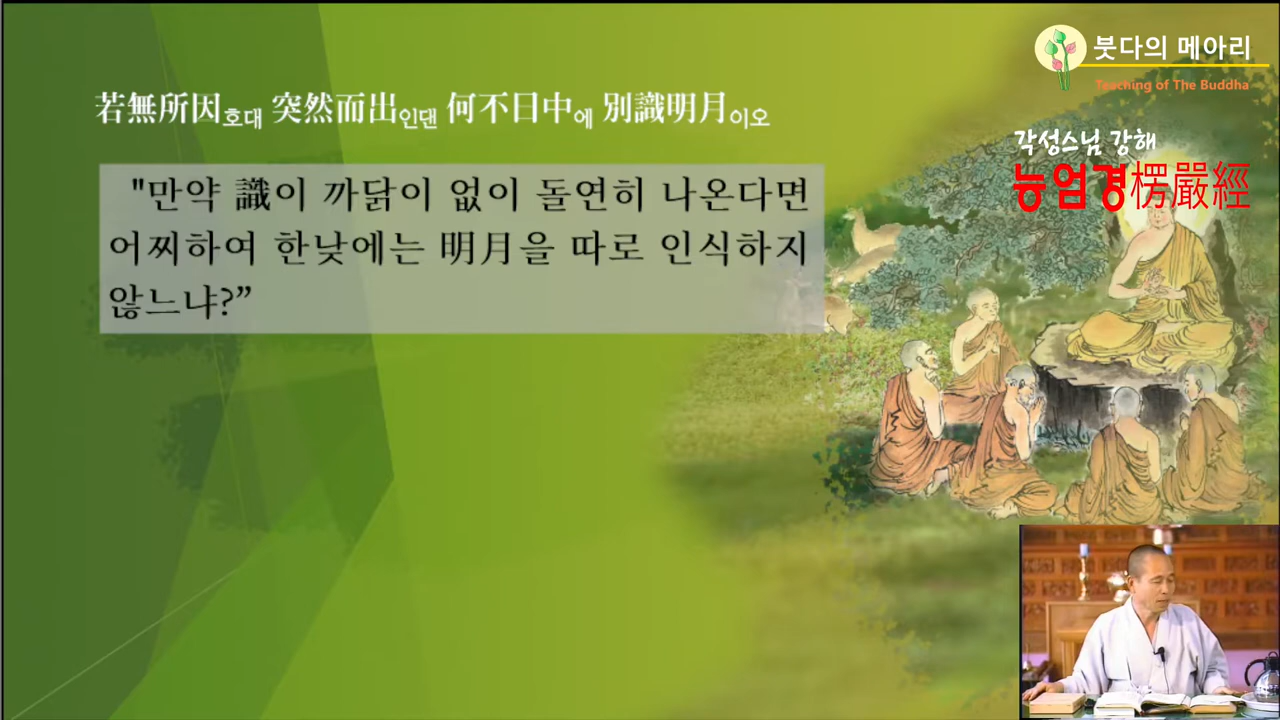 붓다의 메아리
Teaching of The Buddha
각성스님 강해
능엄경楞嚴經
若無所因호대 突然而出인댄 何不日中에 別識明月이오
"만약 識이 까닭이 없이 돌연히 나온다면
어찌하여 한낮에는 明月을 따로 인식하지
않느냐?”